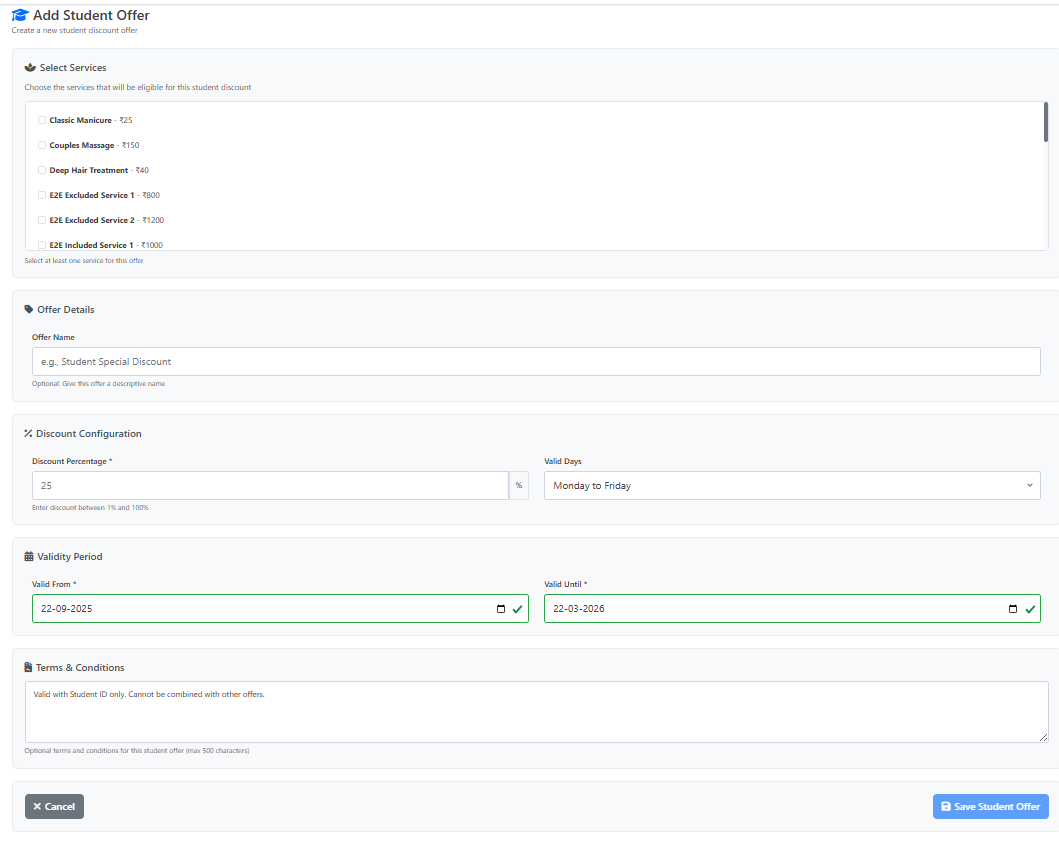 Add Student Offer
Create a new student discount offer
Select Services
Choose the services that will be eligible for this student discount
Classic Manicure - ₹25
Couples Massage - ₹150
Deep Hair Treatment - ₹40
E2E Excluded Service 1 - ₹800
E2E Excluded Service 2 - ₹1200
E2E Included Service 1 - ₹1000
Select at least one service for this offer
Offer Details
Offer Name
e.g., Student Special Discount
Optional: Give this offer a descriptive name
Discount Configuration
Discount Percentage * Valid Days
25 % Monday to Friday
Enter discount between 1% and 100%
Validity Period
Valid From * Valid Until *
22-09-2025 22-03-2026
Terms & Conditions
Valid with Student ID only. Cannot be combined with other offers.
Optional terms and conditions for this student offer (max 500 characters)
Cancel Save Student Offer